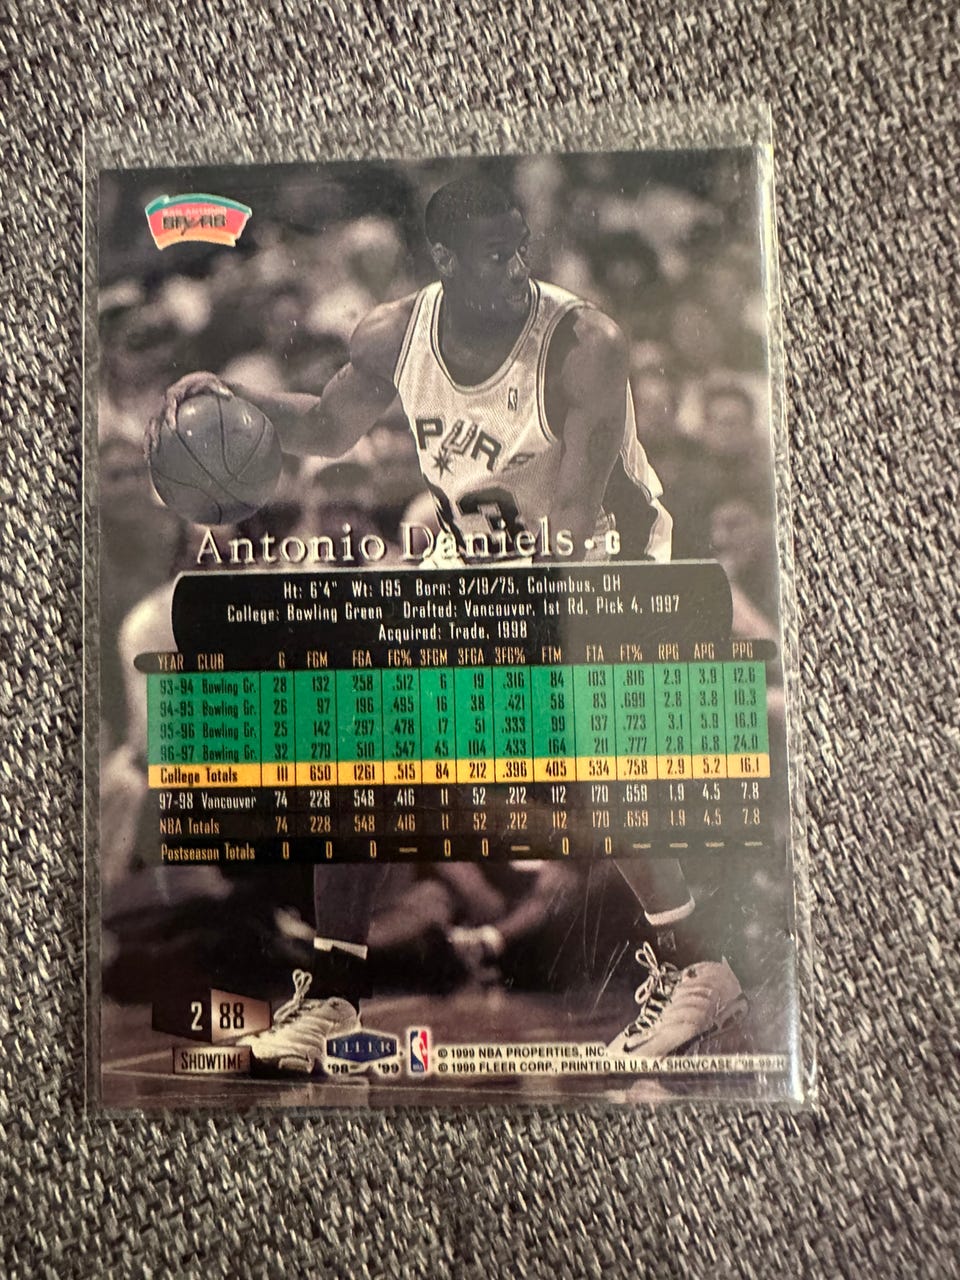 SAN ANTONIO
SPURS
SPURS
Antonio Daniels • G
Ht: 6'4" Wt: 195 Born: 3/19/75, Columbus, OH
College: Bowling Green Drafted: Vancouver, 1st Rd, Pick 4, 1997
Acquired: Trade, 1998
YEAR CLUB G FGM FGA FG% 3FGM 3FGA 3FG% FTM FTA FT% RPG APG PPG
93-94 Bowling Gr. 28 132 258 .512 6 19 .316 84 103 .816 2.9 3.9 12.6
94-95 Bowling Gr. 26 97 196 .495 16 38 .421 58 83 .699 2.8 3.8 10.3
95-96 Bowling Gr. 25 142 297 .478 17 51 .333 99 137 .723 3.1 5.9 16.0
96-97 Bowling Gr. 32 279 510 .547 45 104 .433 164 211 .777 2.8 6.8 24.0
College Totals 111 650 1261 .515 84 212 .396 405 534 .758 2.9 5.2 16.1
97-98 Vancouver 74 228 548 .416 11 52 .212 112 170 .659 1.9 4.5 7.8
NBA Totals 74 228 548 .416 11 52 .212 112 170 .659 1.9 4.5 7.8
Postseason Totals 0 0 0 — 0 0 — 0 0 — — — —
2 88
SHOWTIME
FLEER
'98 '99
© 1999 NBA PROPERTIES, INC.
© 1999 FLEER CORP., PRINTED IN U.S.A. SHOWCASE '98-99/H